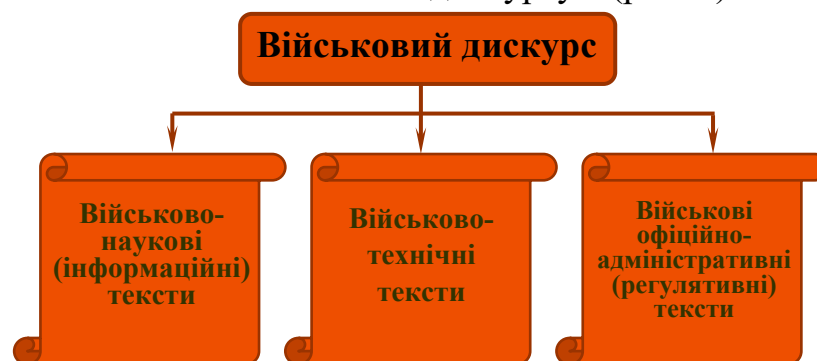 Військовий дискурс
Військово-
наукові
(інформаційні)
тексти
Військово-
технічні
тексти
Військові
офіційно-
адміністративні
(регулятивні)
тексти